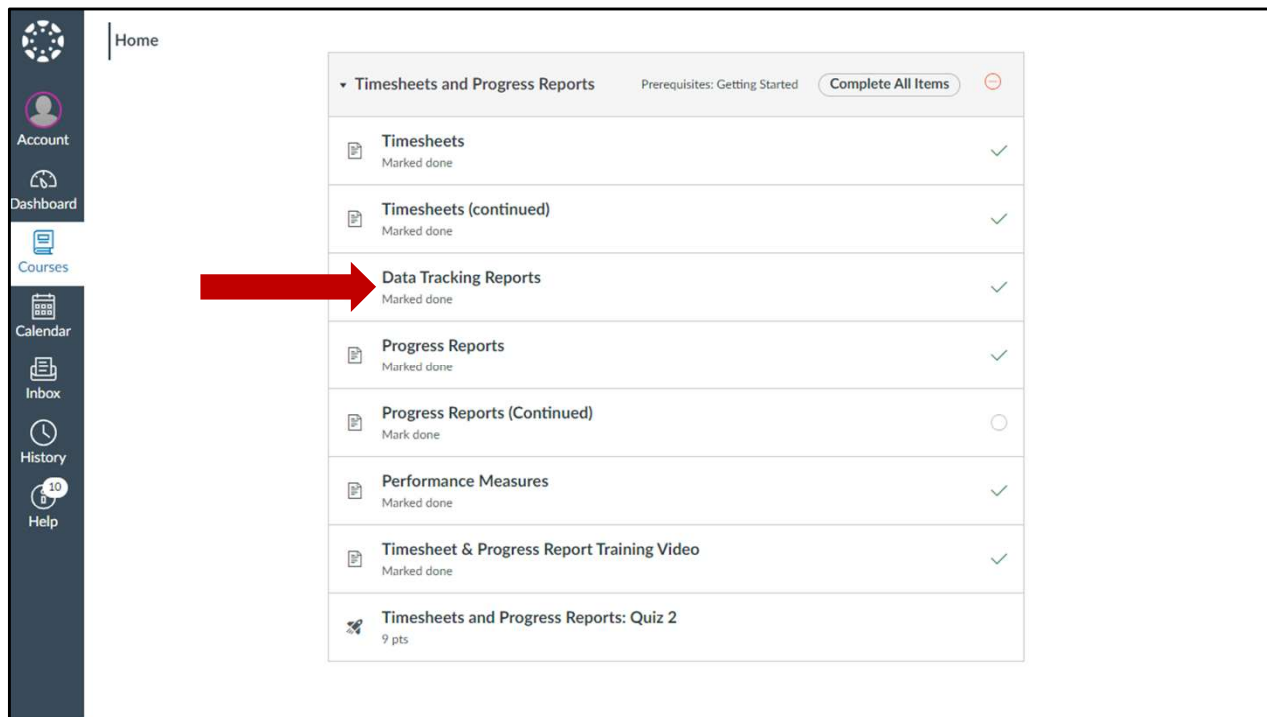 Home
Account
Dashboard
Courses
Calendar
Inbox
History
10
Help
Timesheets and Progress Reports Prerequisites: Getting Started Complete All Items
Timesheets
Marked done
Timesheets (continued)
Marked done
Data Tracking Reports
Marked done
Progress Reports
Marked done
Progress Reports (Continued)
Mark done
Performance Measures
Marked done
Timesheet & Progress Report Training Video
Marked done
Timesheets and Progress Reports: Quiz 2
9 pts